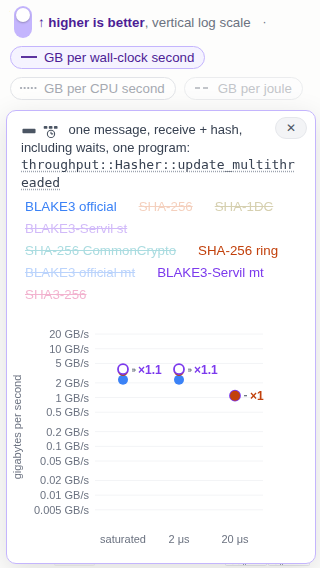 ↑ higher is better, vertical log scale ·
GB per wall-clock second
GB per CPU second
GB per joule
one message, receive + hash,
including waits, one program:
throughput::Hasher::update_multithr
eaded
BLAKE3 official SHA-256 SHA-1DC
BLAKE3-Servil st
SHA-256 CommonCrypto SHA-256 ring
BLAKE3 official mt BLAKE3-Servil mt
SHA3-256
20 GB/s
10 GB/s
5 GB/s
2 GB/s
1 GB/s
0.5 GB/s
0.2 GB/s
0.1 GB/s
0.05 GB/s
0.02 GB/s
0.01 GB/s
0.005 GB/s
gigabytes per second
×1.1
×1.1
×1
saturated 2 μs 20 μs